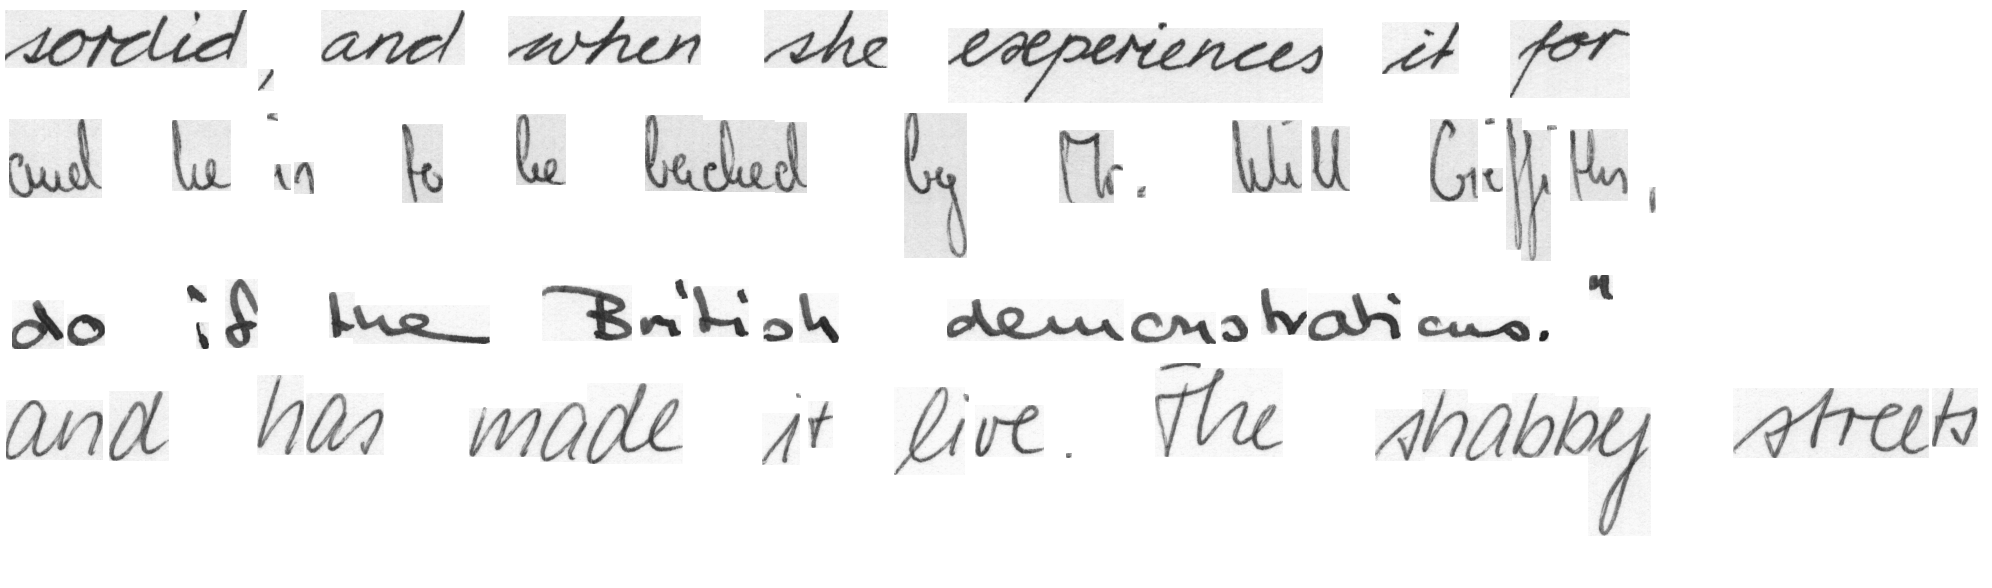 sordid, and when she experiences it for
and he is to be backed by Mr. Will Griffiths,
do if the British demonstrations."
and has made it live. The shabby streets